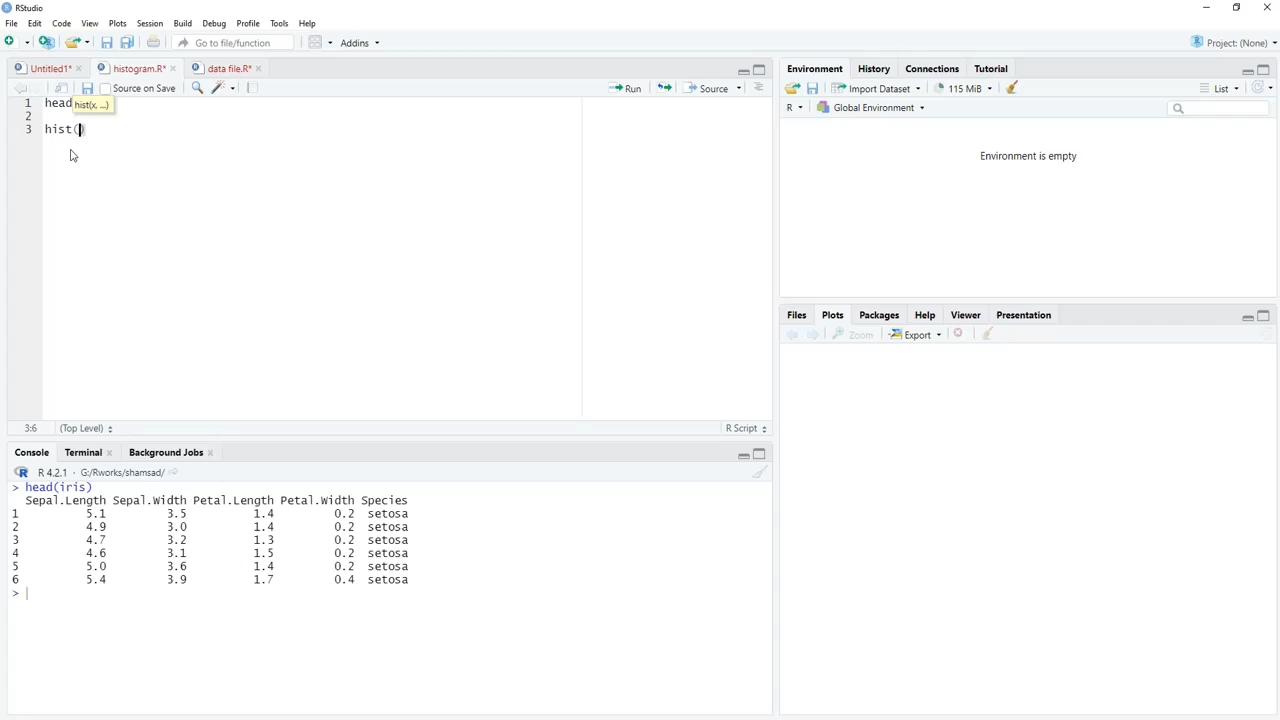 RStudio
File Edit Code View Plots Session Build Debug Profile Tools Help
Go to file/function Addins Project: (None)
Untitled1* histogram.R* data file.R*
Source on Save Run Source
1 head
hist(x, ...)
2
3 hist()
3:6 (Top Level) R Script
Console Terminal Background Jobs
R 4.2.1 · G:/Rworks/shamsad/
> head(iris)
Sepal.Length Sepal.Width Petal.Length Petal.Width Species
1 5.1 3.5 1.4 0.2 setosa
2 4.9 3.0 1.4 0.2 setosa
3 4.7 3.2 1.3 0.2 setosa
4 4.6 3.1 1.5 0.2 setosa
5 5.0 3.6 1.4 0.2 setosa
6 5.4 3.9 1.7 0.4 setosa
>
Environment History Connections Tutorial
Import Dataset 115 MiB List
R Global Environment
Environment is empty
Files Plots Packages Help Viewer Presentation
Zoom Export